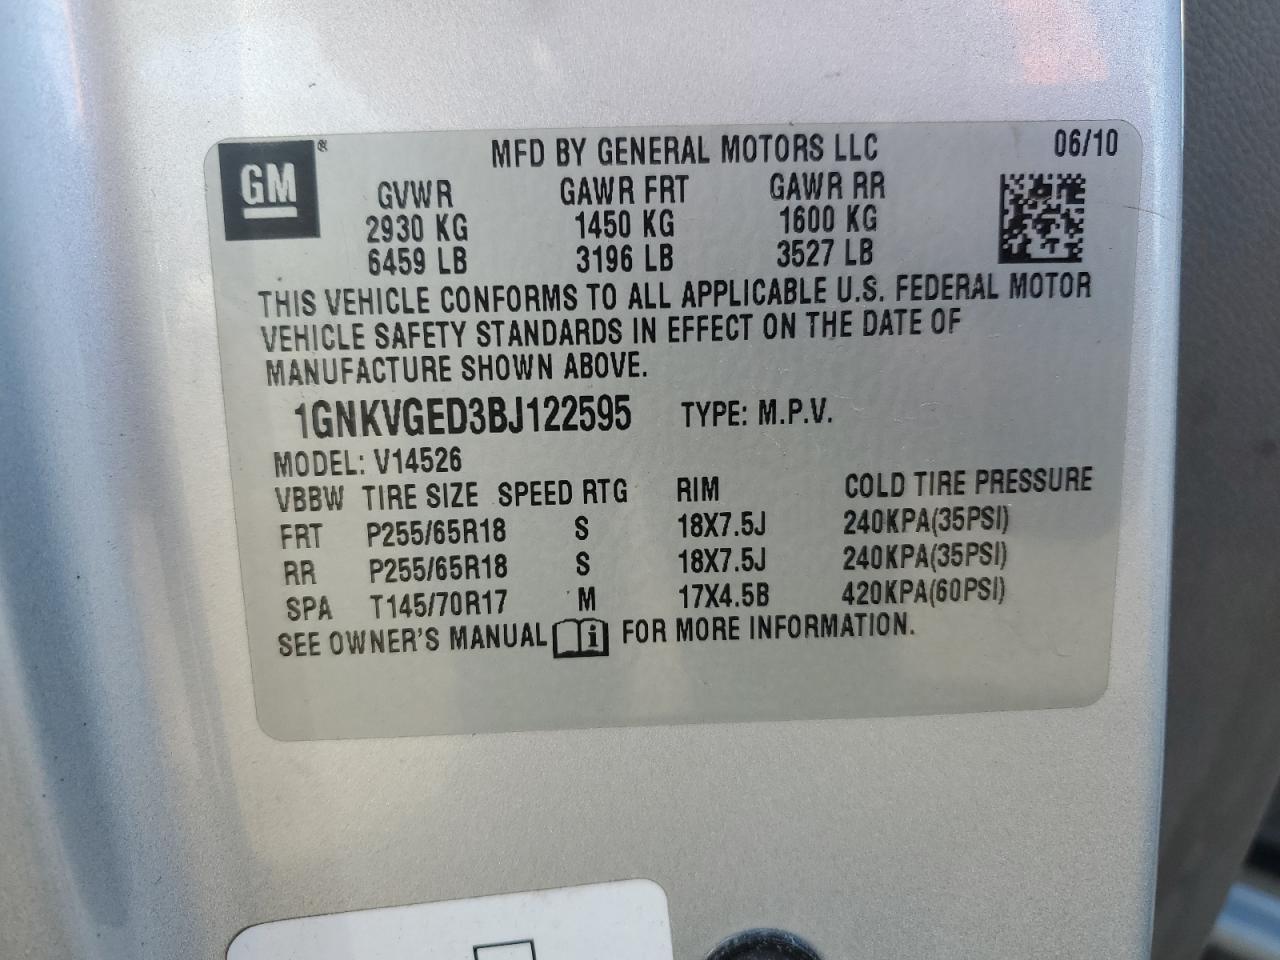 GM ® MFD BY GENERAL MOTORS LLC 06/10
GVWR GAWR FRT GAWR RR
2930 KG 1450 KG 1600 KG
6459 LB 3196 LB 3527 LB
THIS VEHICLE CONFORMS TO ALL APPLICABLE U.S. FEDERAL MOTOR
VEHICLE SAFETY STANDARDS IN EFFECT ON THE DATE OF
MANUFACTURE SHOWN ABOVE.
1GNKVGED3BJ122595 TYPE: M.P.V.
MODEL: V14526
VBBW TIRE SIZE SPEED RTG RIM COLD TIRE PRESSURE
FRT P255/65R18 S 18X7.5J 240KPA(35PSI)
RR P255/65R18 S 18X7.5J 240KPA(35PSI)
SPA T145/70R17 M 17X4.5B 420KPA(60PSI)
SEE OWNER'S MANUAL i FOR MORE INFORMATION.